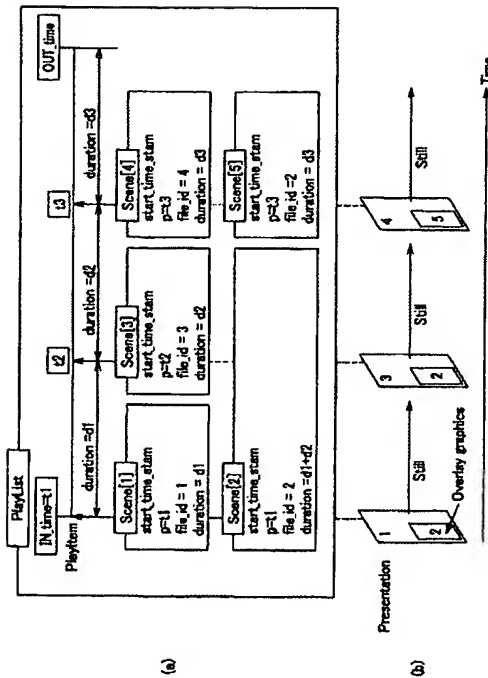 PlayList
IN_time=t1
t2
t3
OUT_time
PlayItem
duration =d1
duration =d2
duration =d3
(a)
Scene[1]
start_time_stam
p=t1
file_id = 1
duration = d1
Scene[3]
start_time_stam
p=t2
file_id = 3
duration = d2
Scene[4]
start_time_stam
p=t3
file_id = 4
duration = d3
Scene[2]
start_time_stam
p=t1
file_id = 2
duration =d1+d2
Scene[5]
start_time_stam
p=t3
file_id =2
duration = d3
(b)
Presentation
1
2
Still
3
2
Still
4
5
Still
Overlay graphics
Time